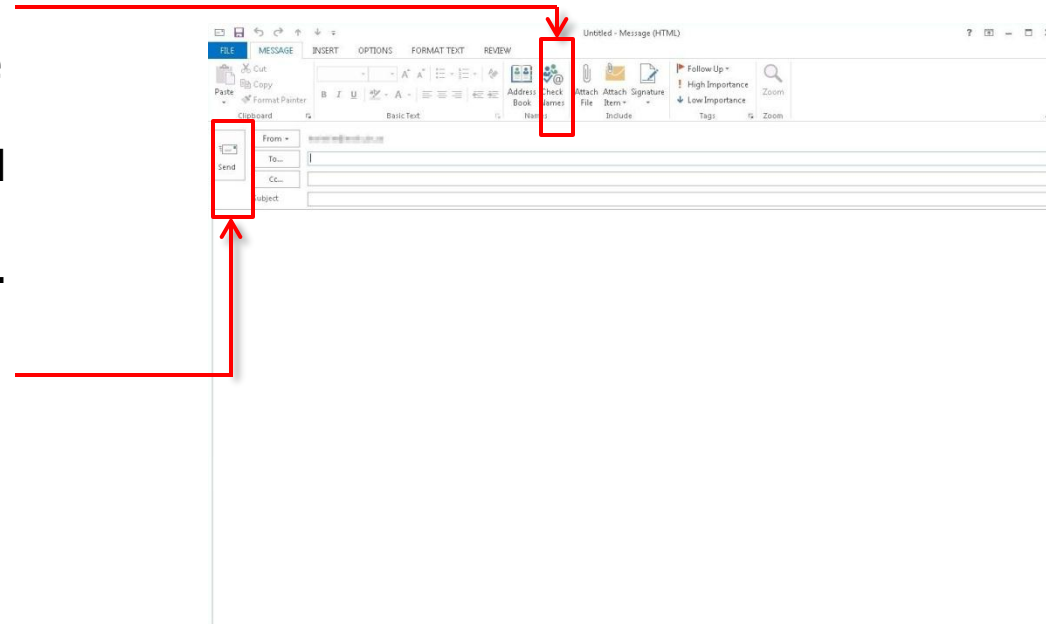 Untitled - Message (HTML)
FILE MESSAGE INSERT OPTIONS FORMAT TEXT REVIEW
Cut
Copy
Format Painter
Paste
Clipboard
A A
B I U A
Basic Text
Address Book
Check Names
Names
Attach File
Attach Item
Signature
Include
Follow Up
! High Importance
Low Importance
Tags
Zoom
Zoom
From
To...
Cc...
Subject
Send